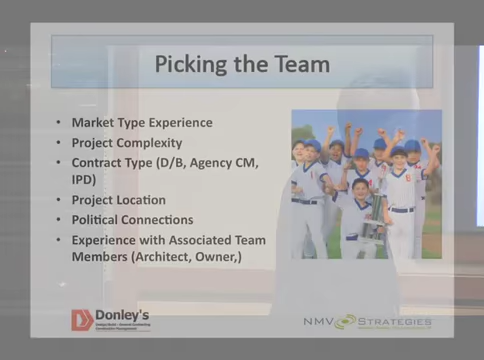 Picking the Team
• Market Type Experience
• Project Complexity
• Contract Type (D/B, Agency CM,
IPD)
• Project Location
• Political Connections
• Experience with Associated Team
Members (Architect, Owner,)
Donley's
NMV STRATEGIES